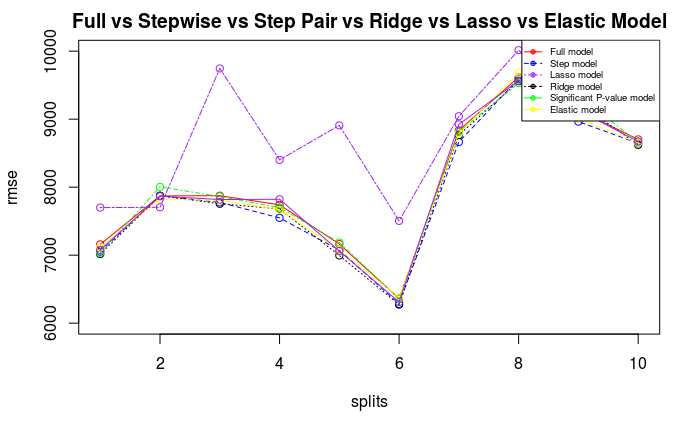 Full vs Stepwise vs Step Pair vs Ridge vs Lasso vs Elastic Model
10000
9000
8000
7000
6000
rmse
Full model
Step model
Lasso model
Ridge model
Significant P-value model
Elastic model
2
4
6
8
10
splits